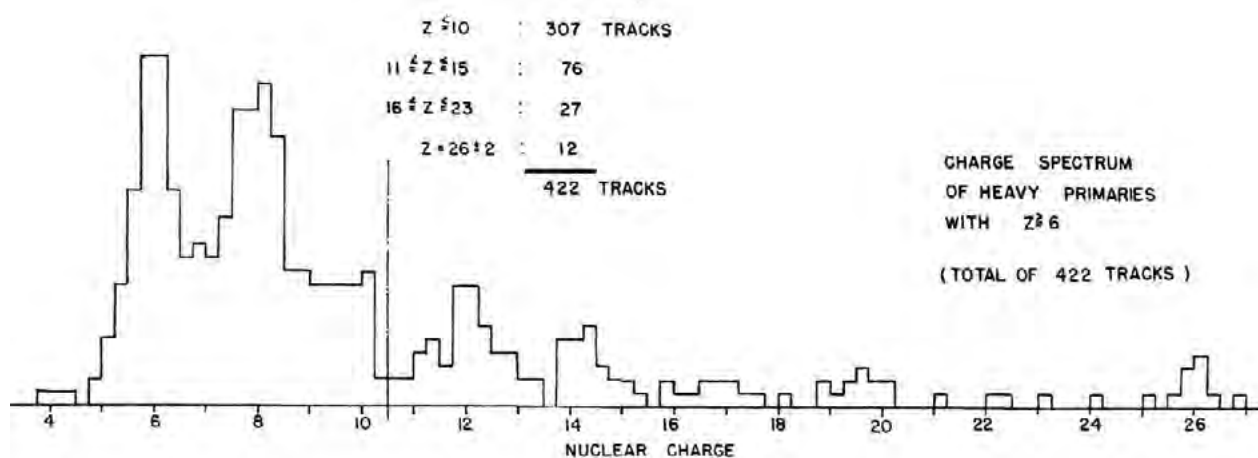 Z ≤ 10 : 307 TRACKS
11 ≤ Z ≤ 15 : 76
16 ≤ Z ≤ 23 : 27
Z = 26 ± 2 : 12
422 TRACKS
CHARGE SPECTRUM
OF HEAVY PRIMARIES
WITH Z ≥ 6
(TOTAL OF 422 TRACKS)
4 6 8 10 12 14 16 18 20 22 24 26
NUCLEAR CHARGE